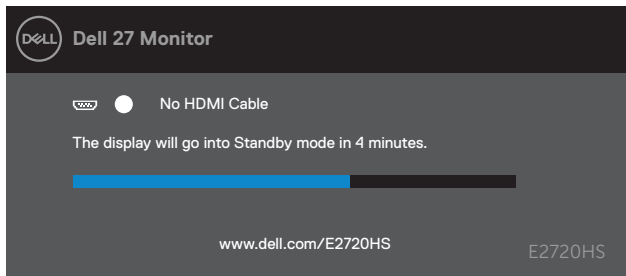 DELL Dell 27 Monitor
No HDMI Cable
The display will go into Standby mode in 4 minutes.
www.dell.com/E2720HS
E2720HS